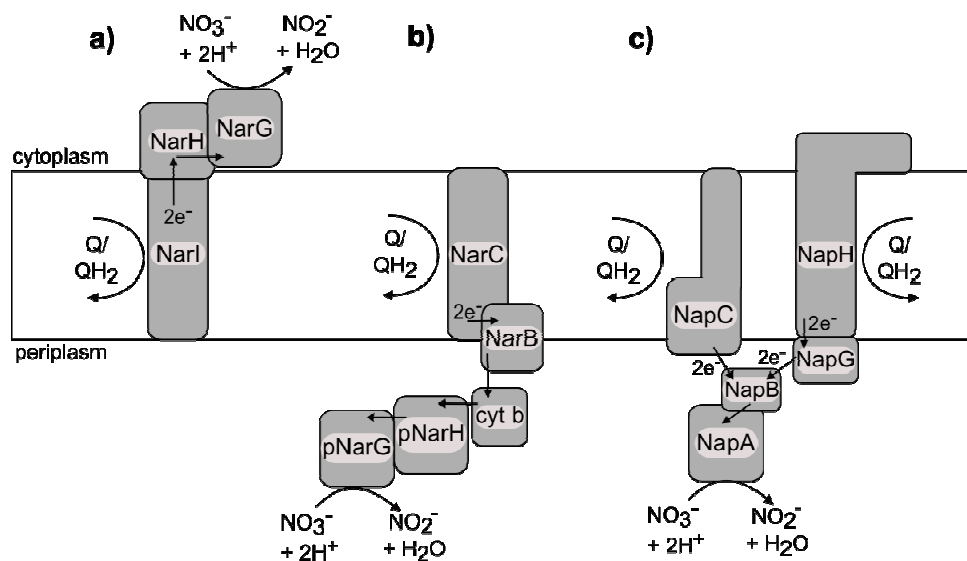 a)
NO3⁻
+ 2H⁺
NO2⁻
+ H2O
b)
c)
NarH
NarG
cytoplasm
2e⁻
Q/
QH2
NarI
Q/
QH2
NarC
2e⁻
NarB
Q/
QH2
NapC
NapH
Q/
QH2
2e⁻
periplasm
2e⁻
2e⁻
NapG
NapB
cyt b
pNarH
pNarG
NapA
NO3⁻
+ 2H⁺
NO2⁻
+ H2O
NO3⁻
+ 2H⁺
NO2⁻
+ H2O